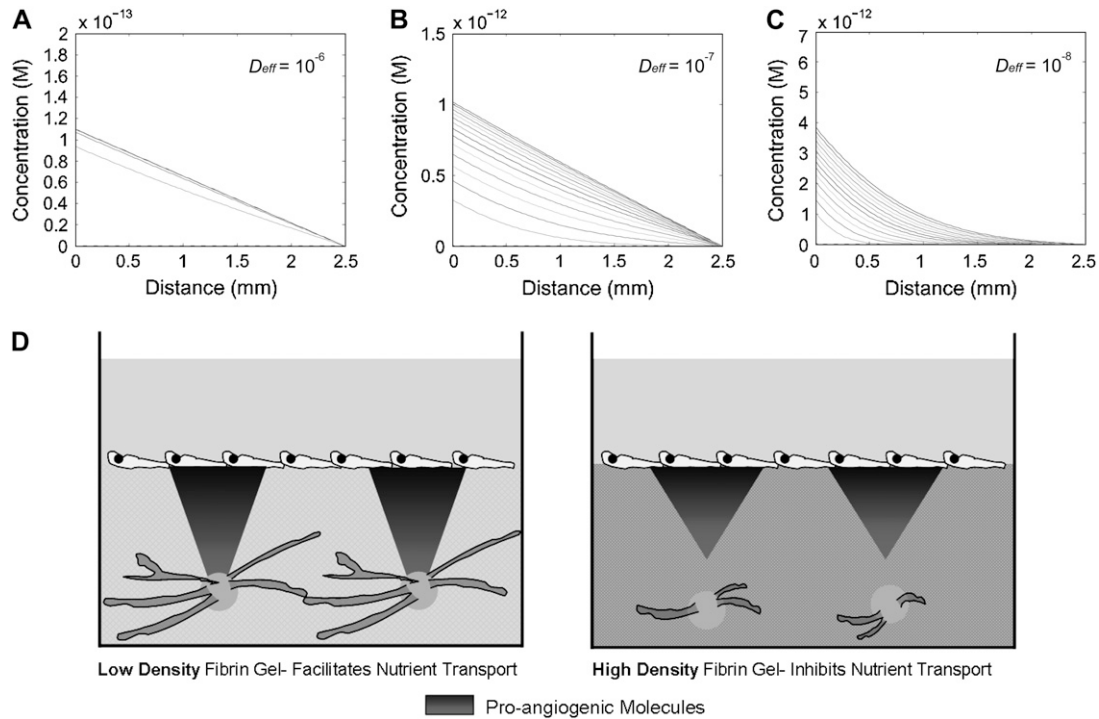 A
x 10⁻¹³
2
1.8
1.6
1.4
1.2
1
0.8
0.6
0.4
0.2
0
Concentration (M)
D_eff = 10⁻⁶
0 0.5 1 1.5 2 2.5
Distance (mm)
B
x 10⁻¹²
1.5
1
0.5
0
Concentration (M)
D_eff = 10⁻⁷
0 0.5 1 1.5 2 2.5
Distance (mm)
C
x 10⁻¹²
7
6
5
4
3
2
1
0
Concentration (M)
D_eff = 10⁻⁸
0 0.5 1 1.5 2 2.5
Distance (mm)
D
Low Density Fibrin Gel- Facilitates Nutrient Transport
High Density Fibrin Gel- Inhibits Nutrient Transport
Pro-angiogenic Molecules